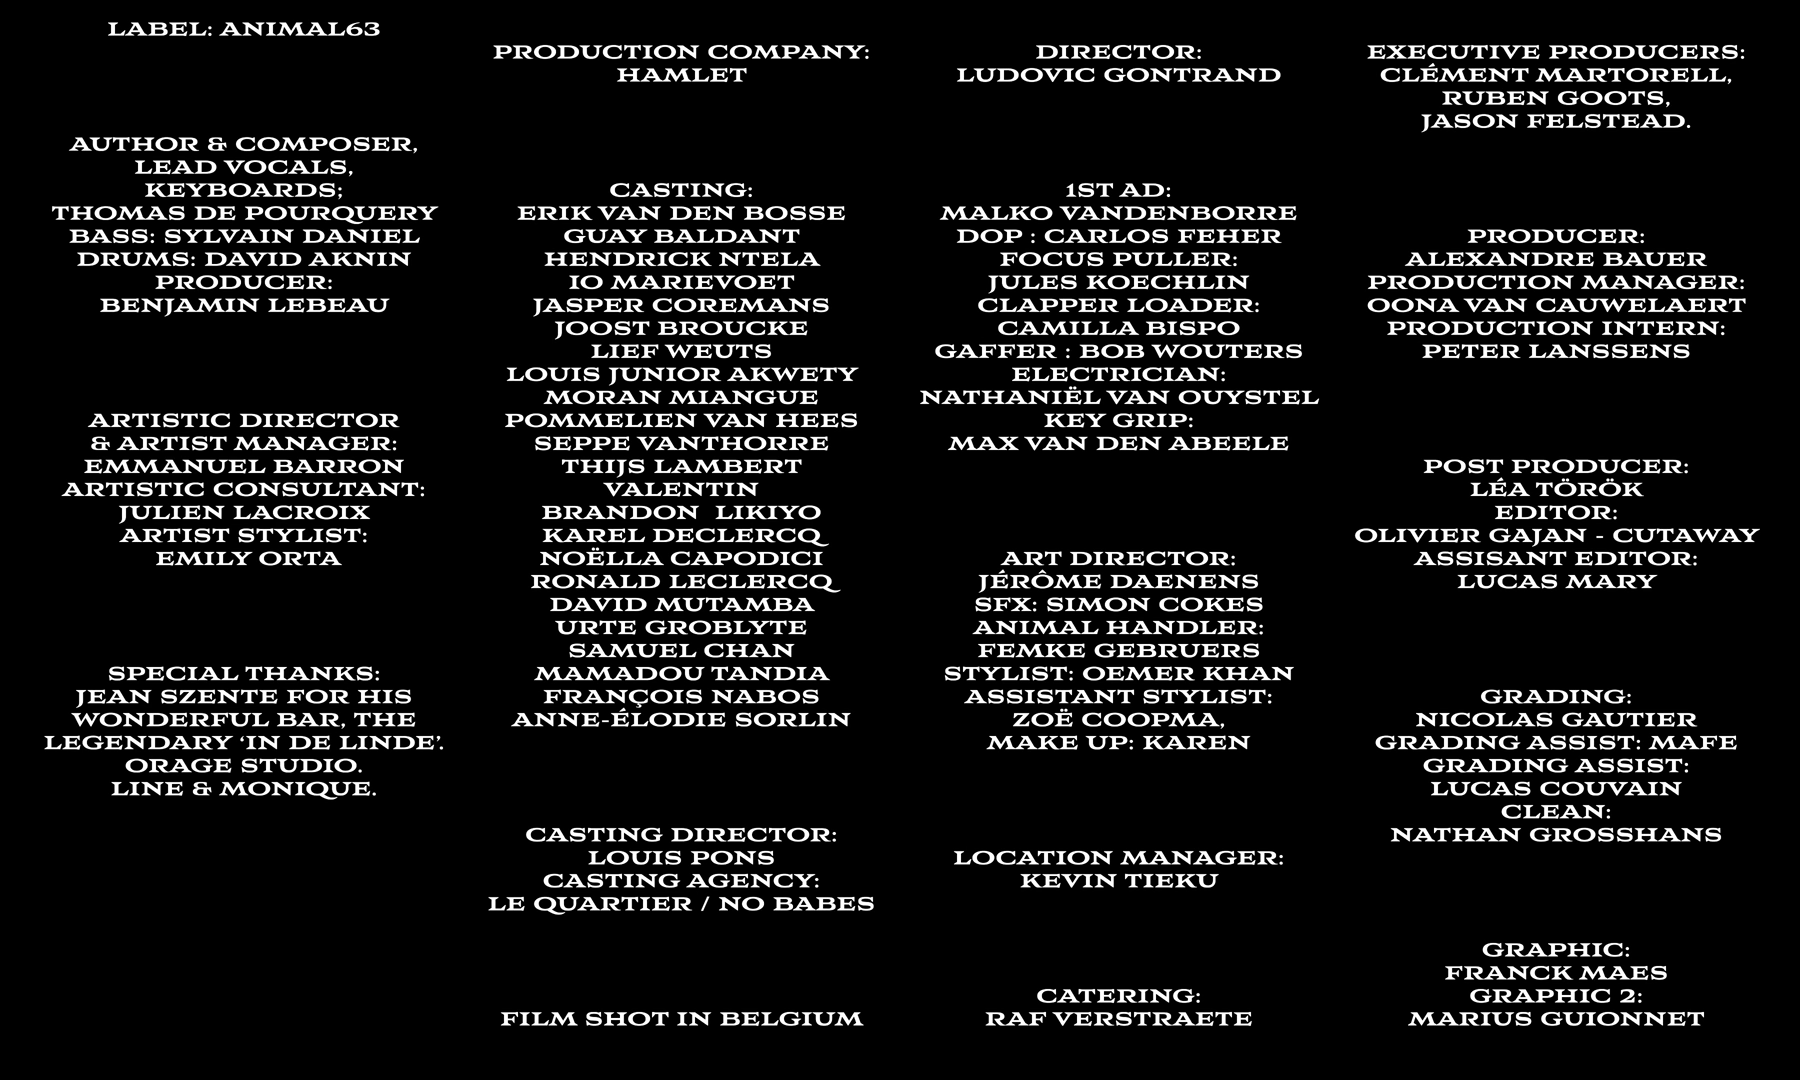 LABEL: ANIMAL63
AUTHOR & COMPOSER,
LEAD VOCALS,
KEYBOARDS;
THOMAS DE POURQUERY
BASS: SYLVAIN DANIEL
DRUMS: DAVID AKNIN
PRODUCER:
BENJAMIN LEBEAU
ARTISTIC DIRECTOR
& ARTIST MANAGER:
EMMANUEL BARRON
ARTISTIC CONSULTANT:
JULIEN LACROIX
ARTIST STYLIST:
EMILY ORTA
SPECIAL THANKS:
JEAN SZENTE FOR HIS
WONDERFUL BAR, THE
LEGENDARY ‘IN DE LINDE’.
ORAGE STUDIO.
LINE & MONIQUE.
PRODUCTION COMPANY:
HAMLET
CASTING:
ERIK VAN DEN BOSSE
GUAY BALDANT
HENDRICK NTELA
IO MARIEVOET
JASPER COREMANS
JOOST BROUCKE
LIEF WEUTS
LOUIS JUNIOR AKWETY
MORAN MIANGUE
POMMELIEN VAN HEES
SEPPE VANTHORRE
THIJS LAMBERT
VALENTIN
BRANDON  LIKIYO
KAREL DECLERCQ
NOËLLA CAPODICI
RONALD LECLERCQ
DAVID MUTAMBA
URTE GROBLYTE
SAMUEL CHAN
MAMADOU TANDIA
FRANÇOIS NABOS
ANNE-ÉLODIE SORLIN
CASTING DIRECTOR:
LOUIS PONS
CASTING AGENCY:
LE QUARTIER / NO BABES
FILM SHOT IN BELGIUM
DIRECTOR:
LUDOVIC GONTRAND
1ST AD:
MALKO VANDENBORRE
DOP : CARLOS FEHER
FOCUS PULLER:
JULES KOECHLIN
CLAPPER LOADER:
CAMILLA BISPO
GAFFER : BOB WOUTERS
ELECTRICIAN:
NATHANIËL VAN OUYSTEL
KEY GRIP:
MAX VAN DEN ABEELE
ART DIRECTOR:
JÉRÔME DAENENS
SFX: SIMON COKES
ANIMAL HANDLER:
FEMKE GEBRUERS
STYLIST: OEMER KHAN
ASSISTANT STYLIST:
ZOË COOPMA,
MAKE UP: KAREN
LOCATION MANAGER:
KEVIN TIEKU
CATERING:
RAF VERSTRAETE
EXECUTIVE PRODUCERS:
CLÉMENT MARTORELL,
RUBEN GOOTS,
JASON FELSTEAD.
PRODUCER:
ALEXANDRE BAUER
PRODUCTION MANAGER:
OONA VAN CAUWELAERT
PRODUCTION INTERN:
PETER LANSSENS
POST PRODUCER:
LÉA TÖRÖK
EDITOR:
OLIVIER GAJAN - CUTAWAY
ASSISANT EDITOR:
LUCAS MARY
GRADING:
NICOLAS GAUTIER
GRADING ASSIST: MAFE
GRADING ASSIST:
LUCAS COUVAIN
CLEAN:
NATHAN GROSSHANS
GRAPHIC:
FRANCK MAES
GRAPHIC 2:
MARIUS GUIONNET